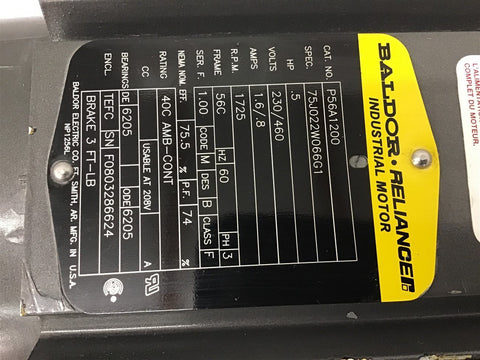 BALDOR • RELIANCER
INDUSTRIAL MOTOR
CAT. NO. P56A1200
SPEC. 75J022W066G1
HP .5
VOLTS 230/460
AMPS 1.6/.8
R.P.M. 1725
FRAME 56C HZ 60 PH 3
SER. F. 1.00 CODE M DES B CLASS F
NEMA NOM. EFF. 75.5 % P.F. 74 %
RATING 40C AMB-CONT
CC USABLE AT 208V A
BEARINGS DE 6205 ODE 6205
ENCL. TEFC SN F0803286624
BRAKE 3 FT-LB
BALDOR ELECTRIC CO. FT. SMITH, AR. MFG. IN U.S.A.
NP1256L
L'ALIMENTATION
COMPLET DU MOTEUR.